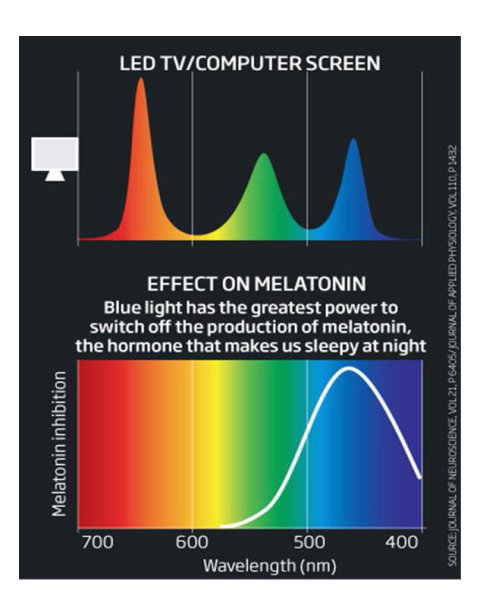 LED TV/COMPUTER SCREEN
EFFECT ON MELATONIN
Blue light has the greatest power to
switch off the production of melatonin,
the hormone that makes us sleepy at night
Melatonin inhibition
700 600 500 400
Wavelength (nm)
SOURCE: JOURNAL OF NEUROSCIENCE, VOL 21, P 6405/ JOURNAL OF APPLIED PHYSIOLOGY, VOL 110, P 1432